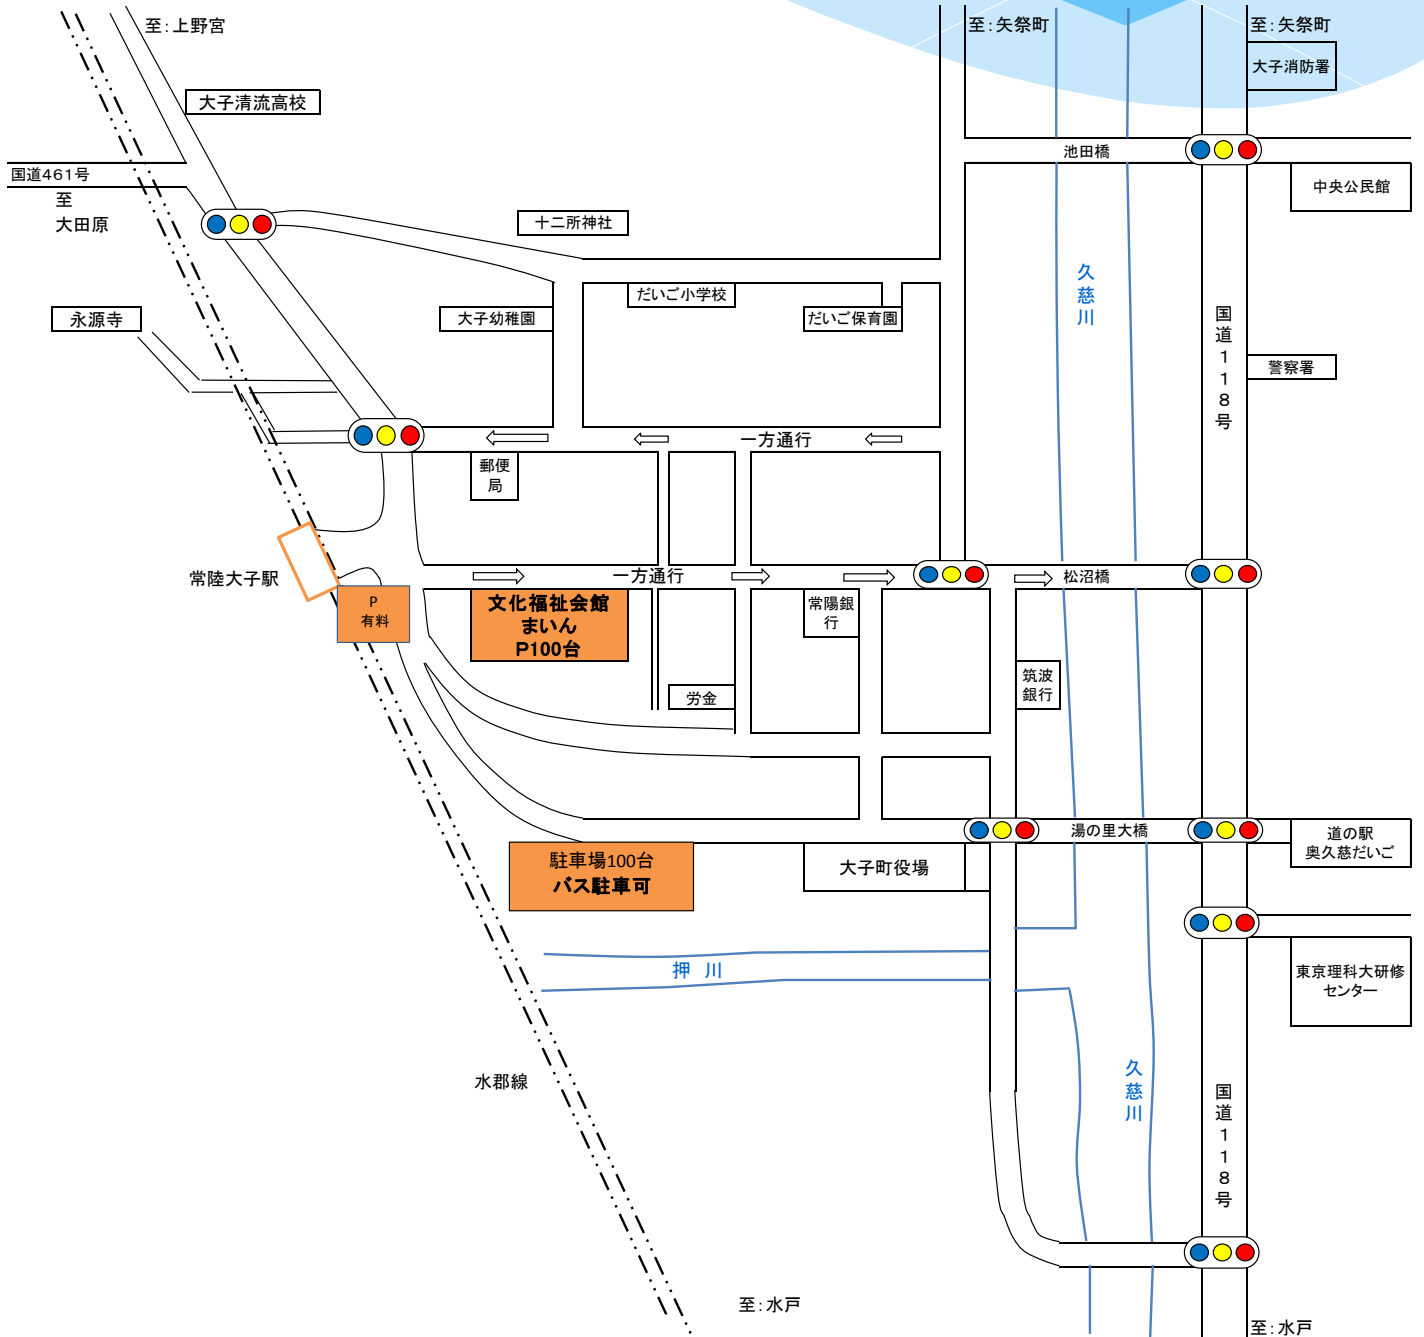 至：上野宮
至：矢祭町
至：矢祭町
大子消防署
大子清流高校
池田橋
国道461号
至
大田原
中央公民館
十二所神社
久慈川
だいご小学校
大子幼稚園
だいご保育園
永源寺
国道118号
警察署
一方通行
郵便
局
常陸大子駅
一方通行
松沼橋
P
有料
文化福祉会館
まいん
P100台
常陽銀
行
筑波
銀行
労金
湯の里大橋
道の駅
奥久慈だいご
駐車場100台
バス駐車可
大子町役場
押 川
東京理科大研修
センター
水郡線
久慈川
国道118号
至：水戸
至：水戸